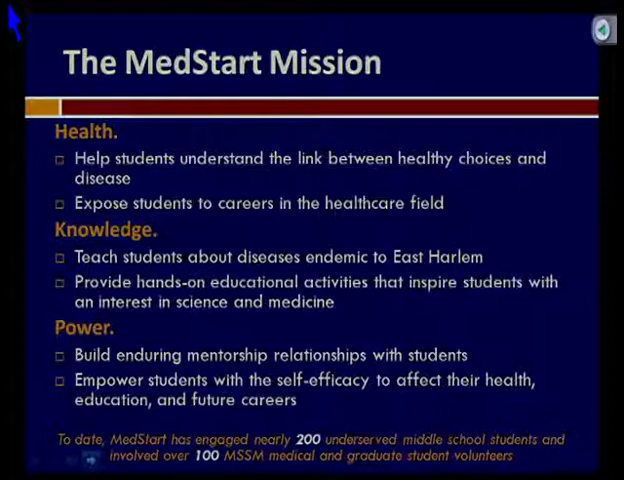 The MedStart Mission
Health.
Help students understand the link between healthy choices and
disease
Expose students to careers in the healthcare field
Knowledge.
Teach students about diseases endemic to East Harlem
Provide hands-on educational activities that inspire students with
an interest in science and medicine
Power.
Build enduring mentorship relationships with students
Empower students with the self-efficacy to affect their health,
education, and future careers
To date, MedStart has engaged nearly 200 underserved middle school students and
involved over 100 MSSM medical and graduate student volunteers